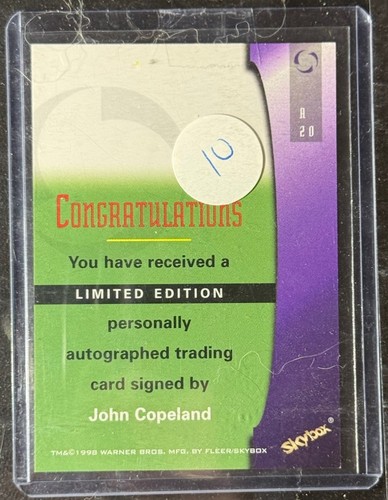 A
20
10
CONGRATULATIONS
You have received a
LIMITED EDITION
personally
autographed trading
card signed by
John Copeland
skybox®
TM&©1998 WARNER BROS. MFG. BY FLEER/SKYBOX